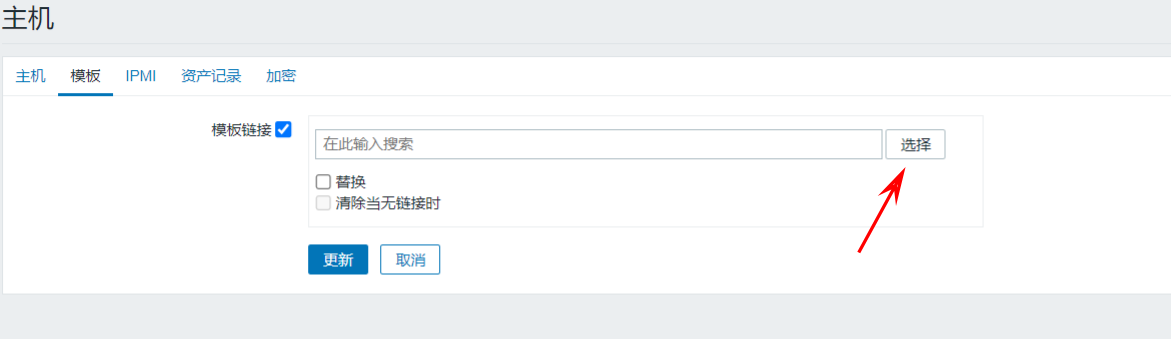 主机
主机 模板 IPMI 资产记录 加密
模板链接
在此输入搜索 选择
替换
清除当无链接时
更新 取消